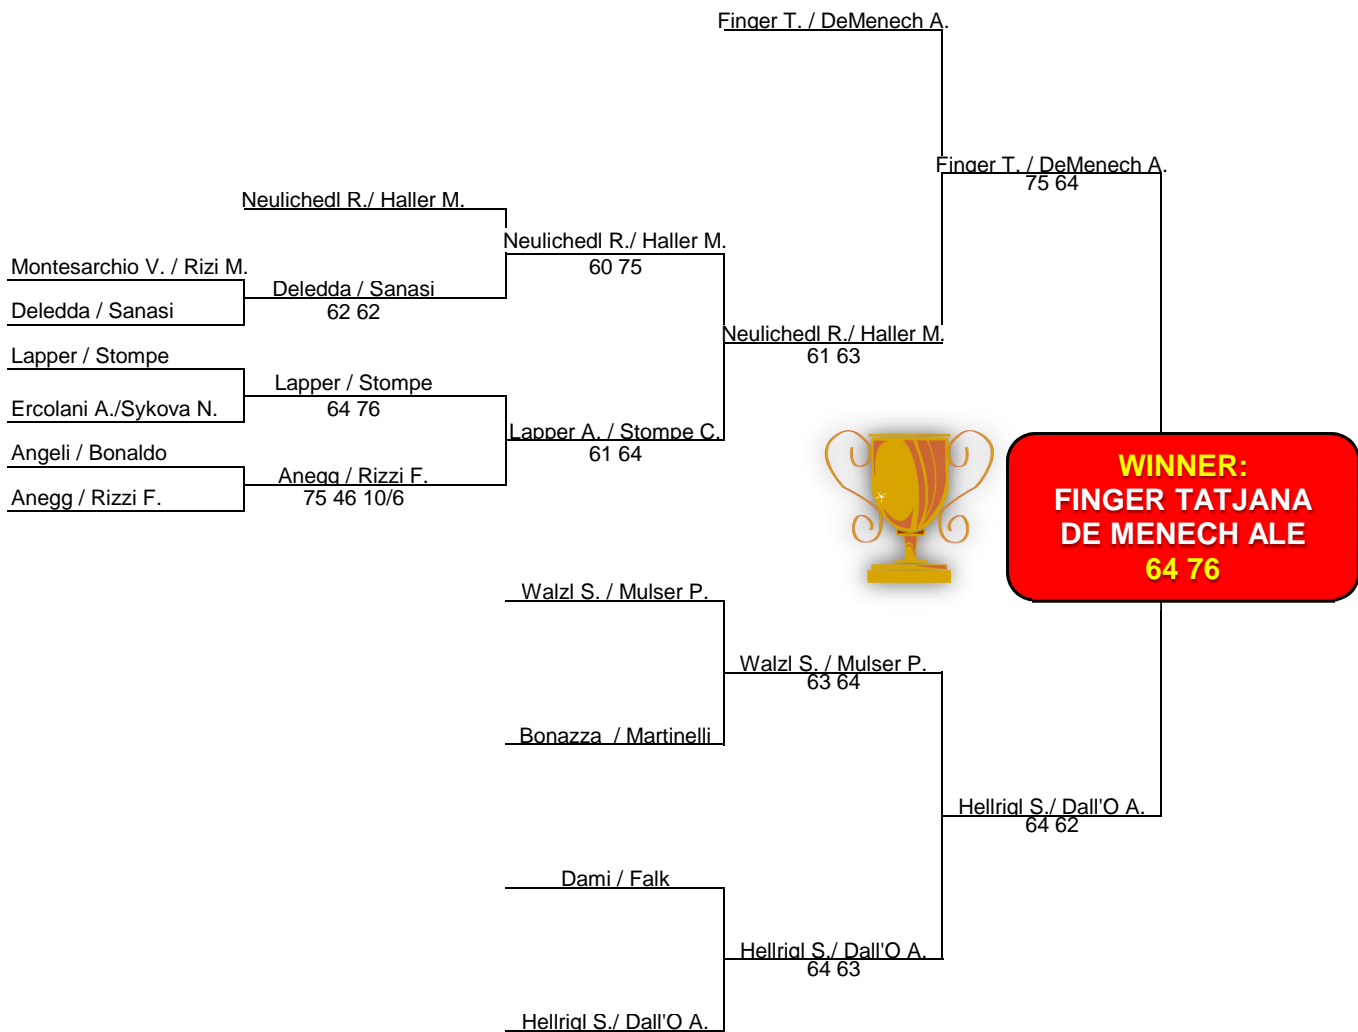 Finger T. / DeMenech A.
Finger T. / DeMenech A.
75 64
Neulichedl R./ Haller M.
Neulichedl R./ Haller M.
60 75
Montesarchio V. / Rizi M.
Deledda / Sanasi
62 62
Deledda / Sanasi
Neulichedl R./ Haller M.
61 63
Lapper / Stompe
Lapper / Stompe
64 76
Ercolani A./Sykova N.
Lapper A. / Stompe C.
61 64
Angeli / Bonaldo
Anegg / Rizzi F.
75 46 10/6
Anegg / Rizzi F.
WINNER:
FINGER TATJANA
DE MENECH ALE
64 76
Walzl S. / Mulser P.
Walzl S. / Mulser P.
63 64
Bonazza  / Martinelli
Hellrigl S./ Dall'O A.
64 62
Dami / Falk
Hellrigl S./ Dall'O A.
64 63
Hellrigl S./ Dall'O A.